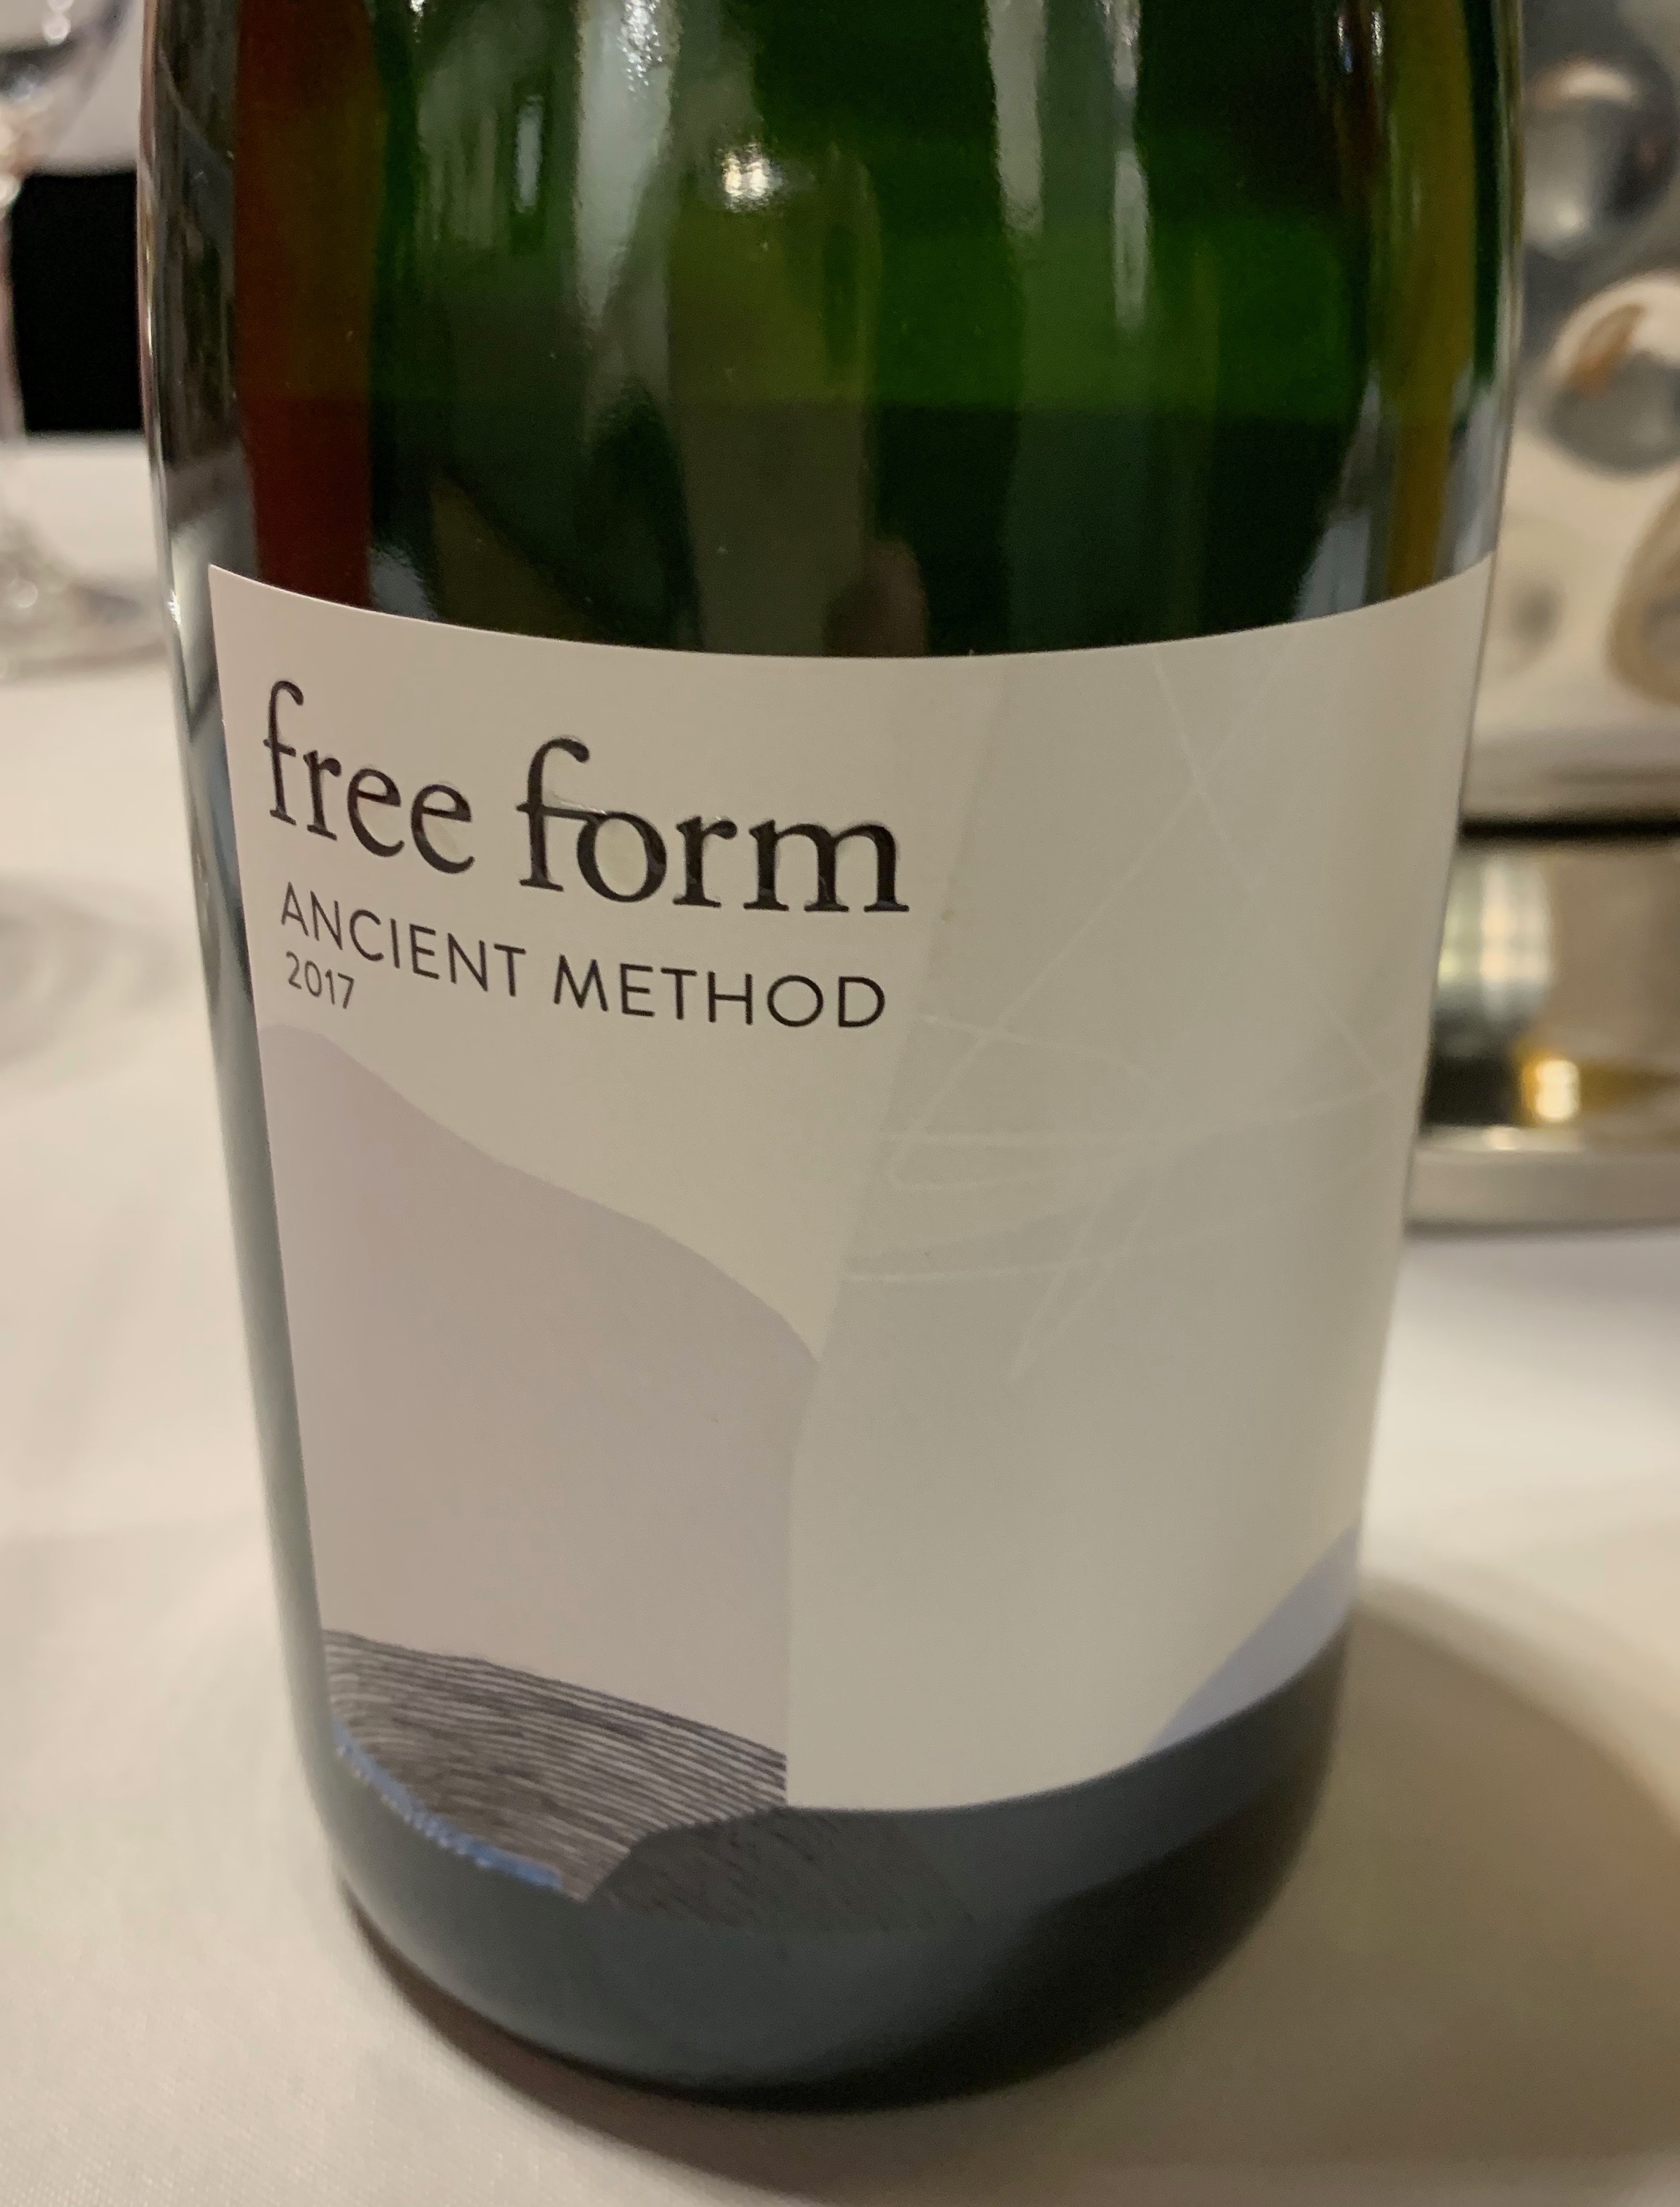 free form
ANCIENT METHOD
2017